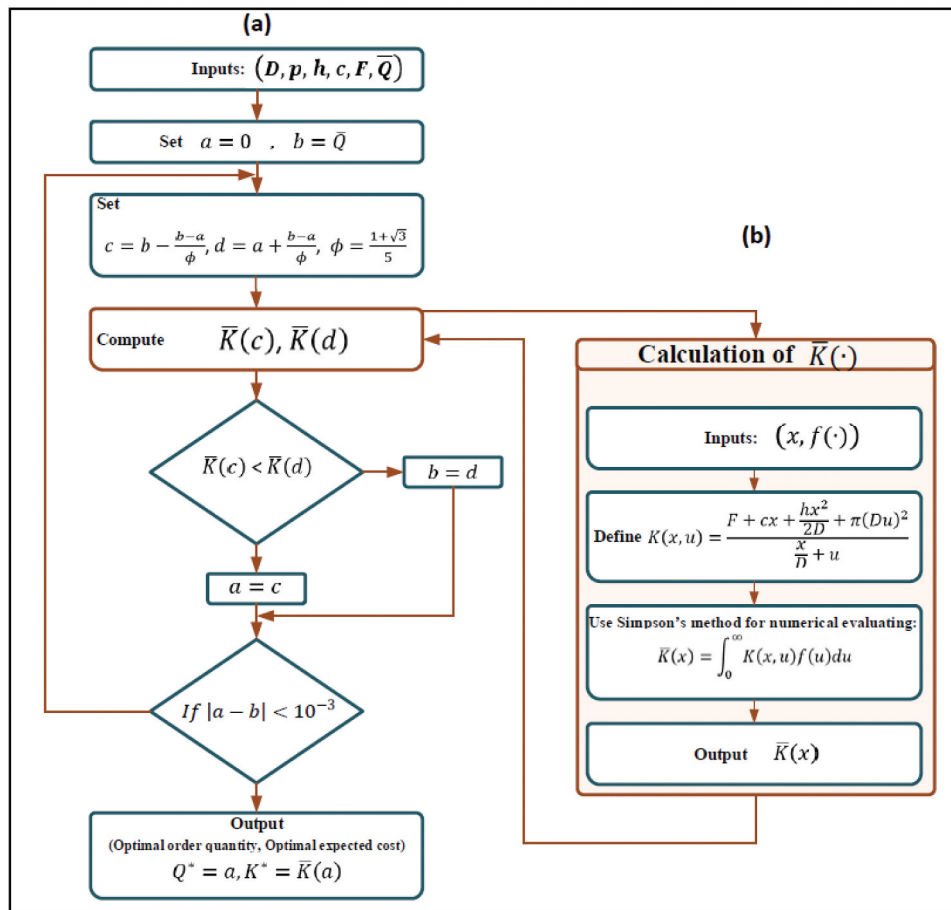 (a)
Inputs: (D, p, h, c, F, Q̅)
Set a = 0 , b = Q̅
Set
c = b − (b−a)/ϕ, d = a + (b−a)/ϕ, ϕ = (1+√3)/5
Compute K̅(c), K̅(d)
K̅(c) < K̅(d)
b = d
a = c
If |a − b| < 10⁻³
Output
(Optimal order quantity, Optimal expected cost)
Q* = a, K* = K̅(a)
(b)
Calculation of K̅(·)
Inputs: (x, f(·))
Define K(x, u) = (F + cx + hx²/2D + π(Du)²)/(x/D + u)
Use Simpson's method for numerical evaluating:
K̅(x) = ∫₀^∞ K(x, u)f(u)du
Output K̅(x)